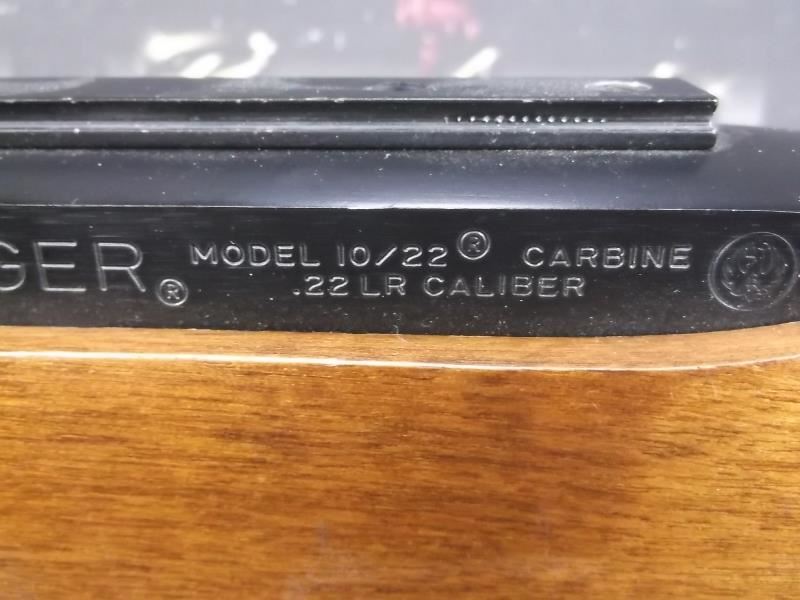 GER® MODEL 10/22® CARBINE
.22 LR CALIBER